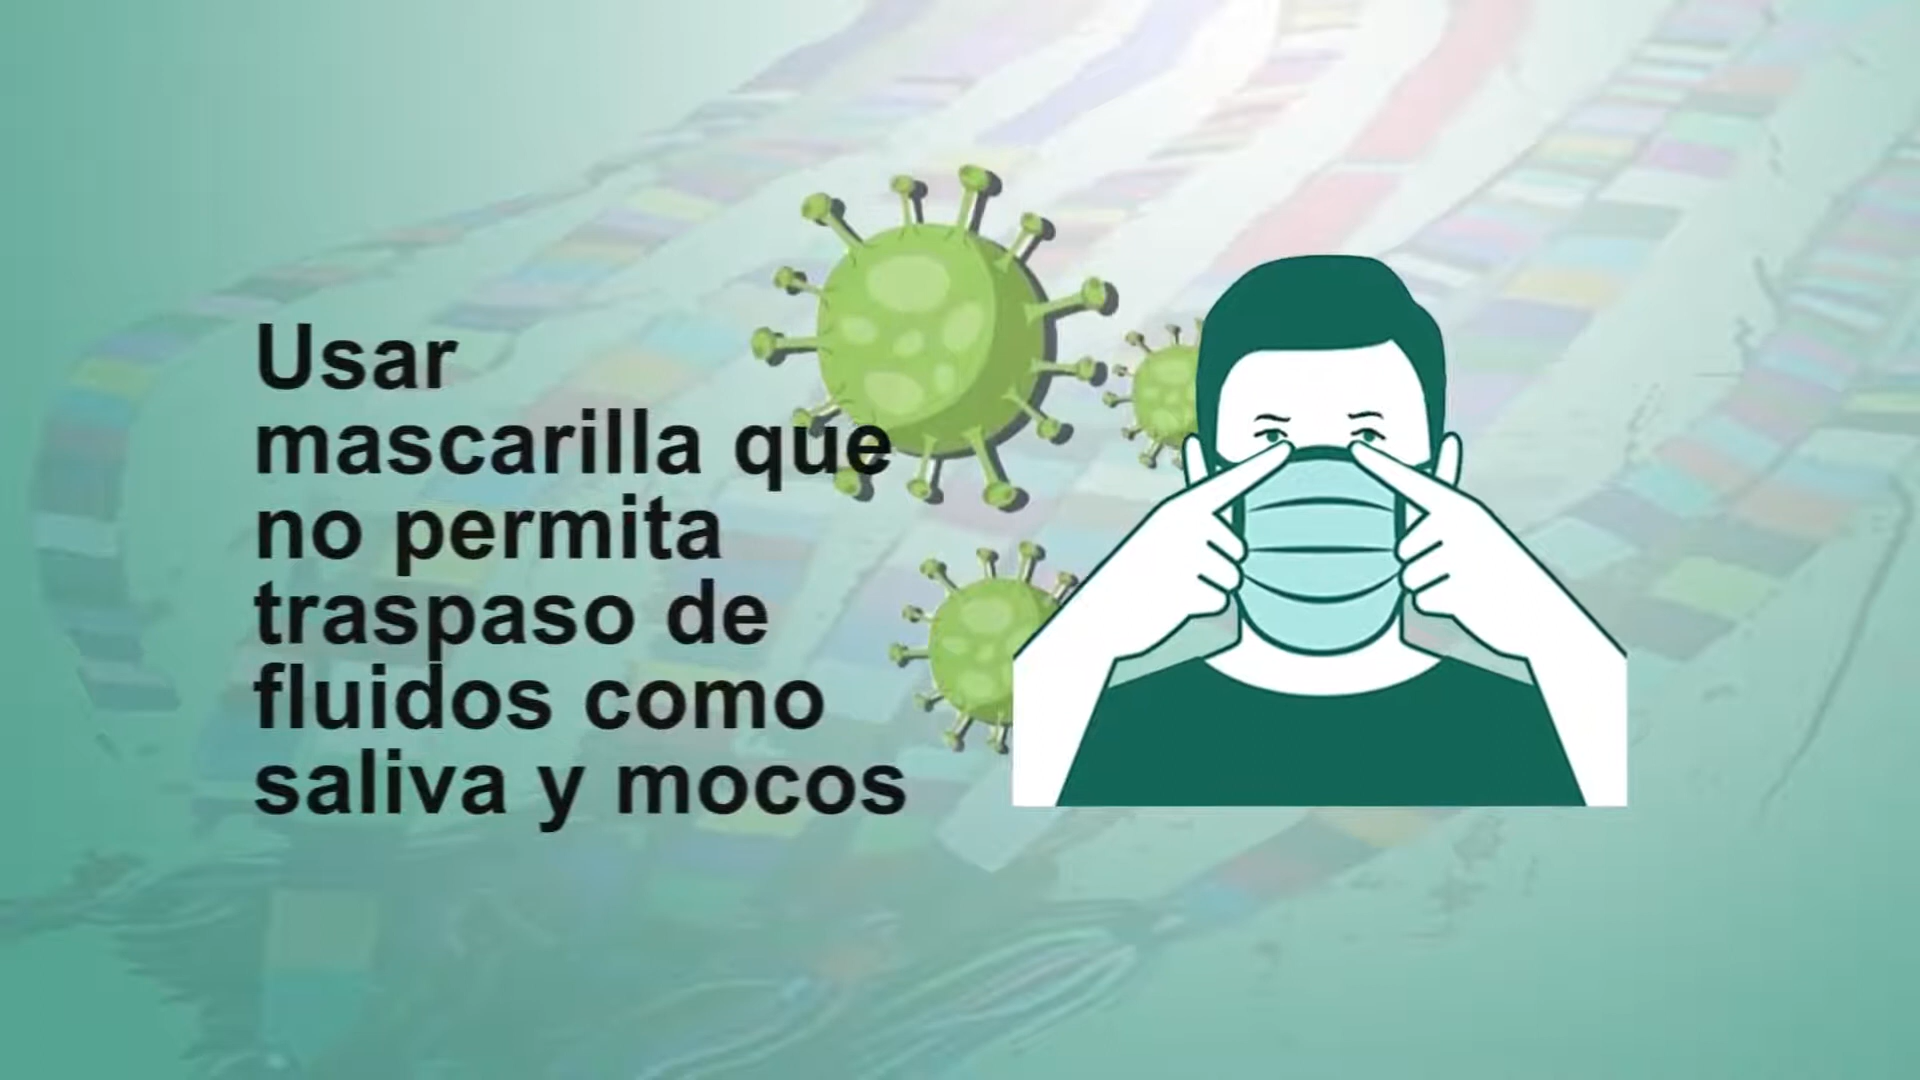 Usar
mascarilla que
no permita
traspaso de
fluidos como
saliva y mocos